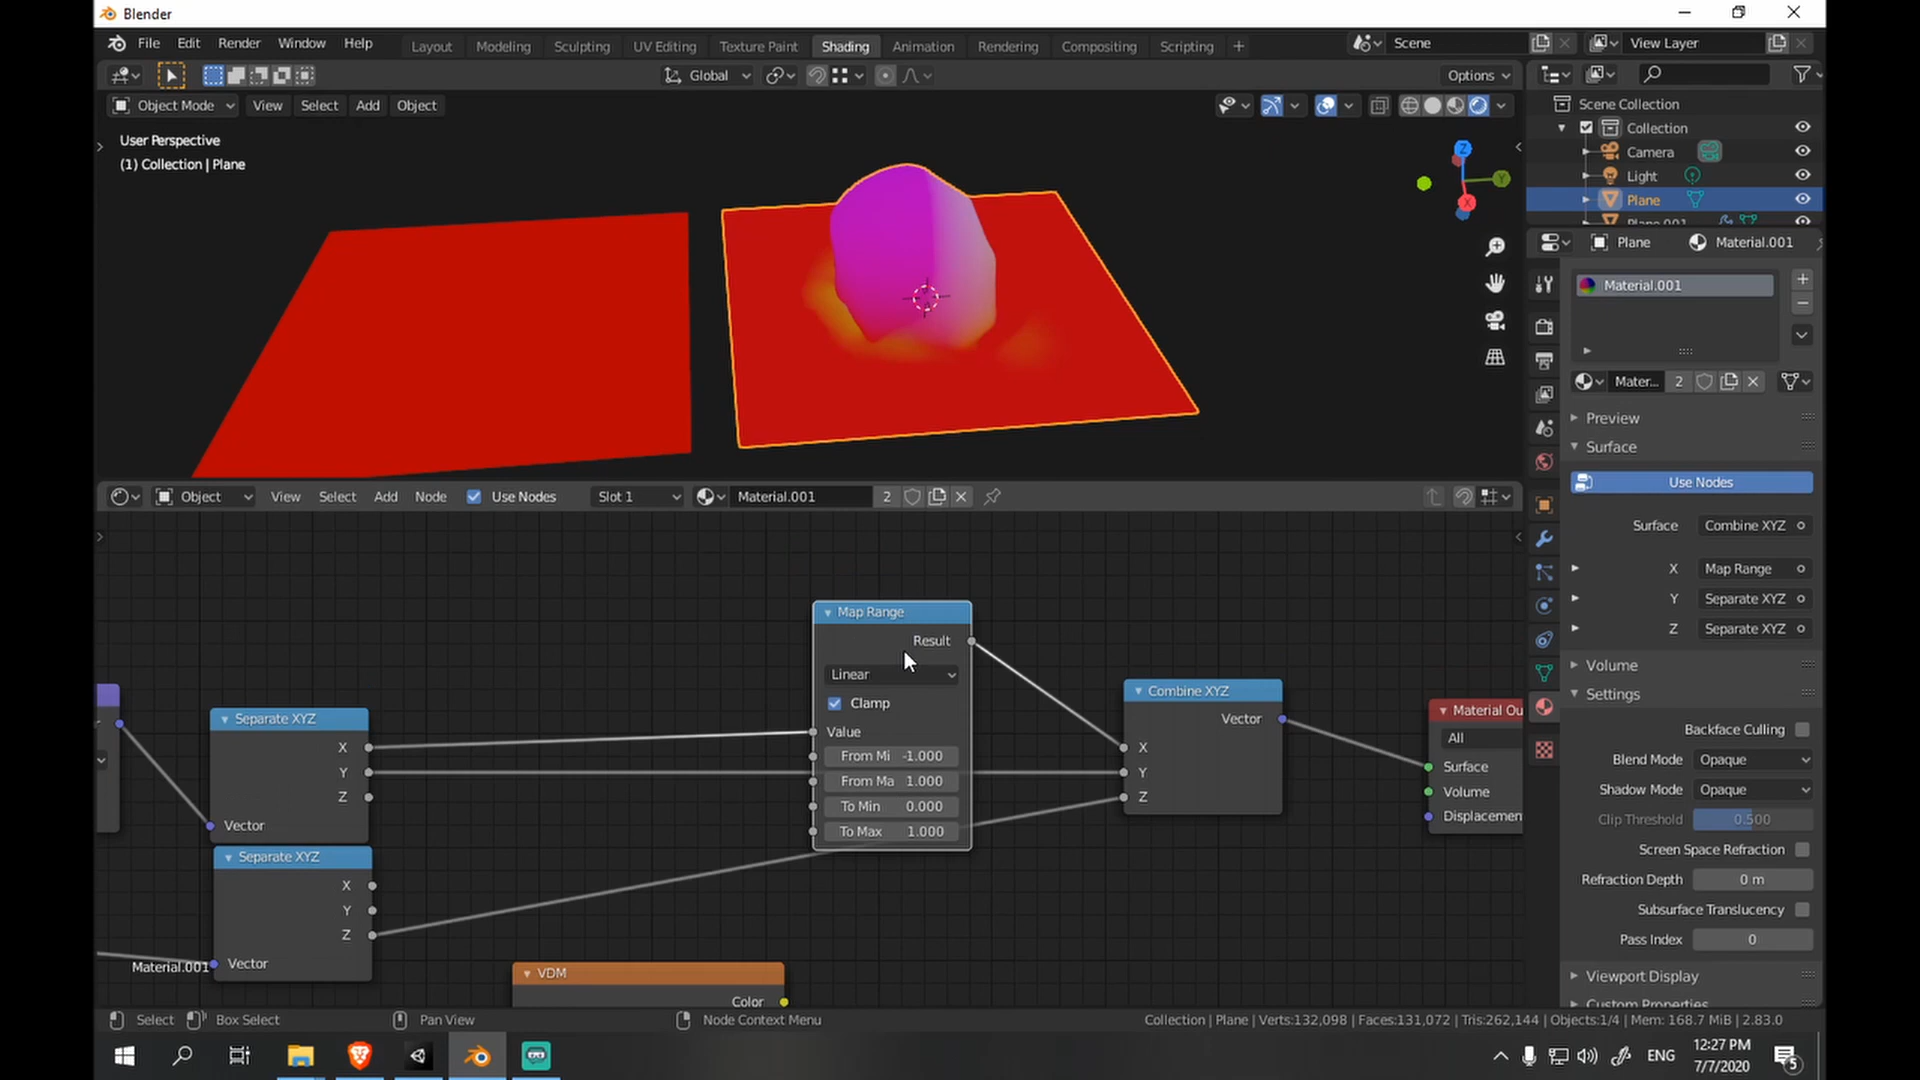 Blender
File Edit Render Window Help Layout Modeling Sculpting UV Editing Texture Paint Shading Animation Rendering Compositing Scripting + Scene View Layer
Global Options
Object Mode View Select Add Object
User Perspective
(1) Collection | Plane
Z
Y
X
Scene Collection
Collection
Camera
Light
Plane
Plane.001
Plane Material.001
Material.001
Mater... 2
Preview
Surface
Use Nodes
Surface Combine XYZ
X Map Range
Y Separate XYZ
Z Separate XYZ
Volume
Settings
Backface Culling
Blend Mode Opaque
Shadow Mode Opaque
Clip Threshold 0.500
Screen Space Refraction
Refraction Depth 0 m
Subsurface Translucency
Pass Index 0
Viewport Display
Custom Properties
Object View Select Add Node Use Nodes Slot 1 Material.001 2
Separate XYZ
X
Y
Z
Vector
Separate XYZ
X
Y
Z
Vector
Material.001
Map Range
Result
Linear
Clamp
Value
From Mi -1.000
From Ma 1.000
To Min 0.000
To Max 1.000
Combine XYZ
Vector
X
Y
Z
Material Ou
All
Surface
Volume
Displacemen
VDM
Color
Select Box Select Pan View Node Context Menu Collection | Plane | Verts:132,098 | Faces:131,072 | Tris:262,144 | Objects:1/4 | Mem: 168.7 MiB | 2.83.0
ENG
12:27 PM
7/7/2020
5